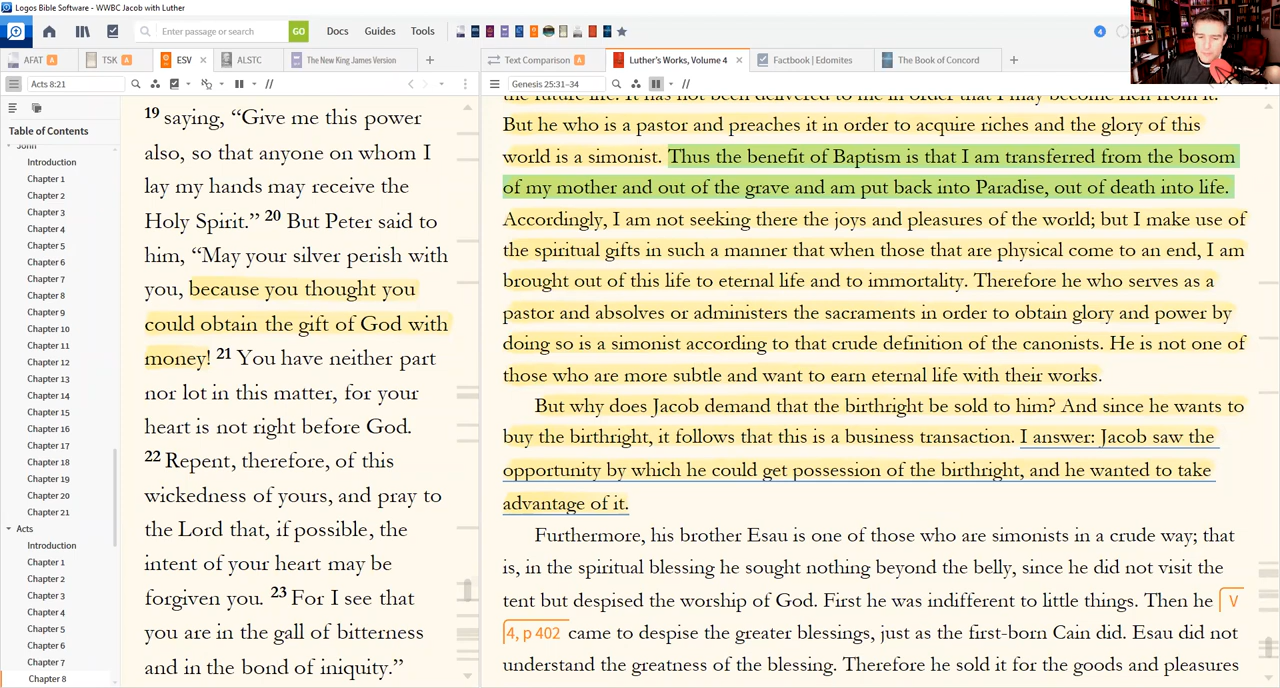 Logos Bible Software - WWBC Jacob with Luther
Enter passage or search GO Docs Guides Tools 4
AFAT A TSK A ESV ALSTC The New King James Version
Text Comparison A Luther's Works, Volume 4 Factbook | Edomites The Book of Concord
Acts 8:21
Genesis 25:31–34
Table of Contents
John
Introduction
Chapter 1
Chapter 2
Chapter 3
Chapter 4
Chapter 5
Chapter 6
Chapter 7
Chapter 8
Chapter 9
Chapter 10
Chapter 11
Chapter 12
Chapter 13
Chapter 14
Chapter 15
Chapter 16
Chapter 17
Chapter 18
Chapter 19
Chapter 20
Chapter 21
Acts
Introduction
Chapter 1
Chapter 2
Chapter 3
Chapter 4
Chapter 5
Chapter 6
Chapter 7
Chapter 8
19 saying, “Give me this power
also, so that anyone on whom I
lay my hands may receive the
Holy Spirit.” 20 But Peter said to
him, “May your silver perish with
you, because you thought you
could obtain the gift of God with
money! 21 You have neither part
nor lot in this matter, for your
heart is not right before God.
22 Repent, therefore, of this
wickedness of yours, and pray to
the Lord that, if possible, the
intent of your heart may be
forgiven you. 23 For I see that
you are in the gall of bitterness
and in the bond of iniquity.”
the future life. It has not been delivered to me in order that I may become rich from it.
But he who is a pastor and preaches it in order to acquire riches and the glory of this
world is a simonist. Thus the benefit of Baptism is that I am transferred from the bosom
of my mother and out of the grave and am put back into Paradise, out of death into life.
Accordingly, I am not seeking there the joys and pleasures of the world; but I make use of
the spiritual gifts in such a manner that when those that are physical come to an end, I am
brought out of this life to eternal life and to immortality. Therefore he who serves as a
pastor and absolves or administers the sacraments in order to obtain glory and power by
doing so is a simonist according to that crude definition of the canonists. He is not one of
those who are more subtle and want to earn eternal life with their works.
But why does Jacob demand that the birthright be sold to him? And since he wants to
buy the birthright, it follows that this is a business transaction. I answer: Jacob saw the
opportunity by which he could get possession of the birthright, and he wanted to take
advantage of it.
Furthermore, his brother Esau is one of those who are simonists in a crude way; that
is, in the spiritual blessing he sought nothing beyond the belly, since he did not visit the
tent but despised the worship of God. First he was indifferent to little things. Then he V
4, p 402 came to despise the greater blessings, just as the first-born Cain did. Esau did not
understand the greatness of the blessing. Therefore he sold it for the goods and pleasures